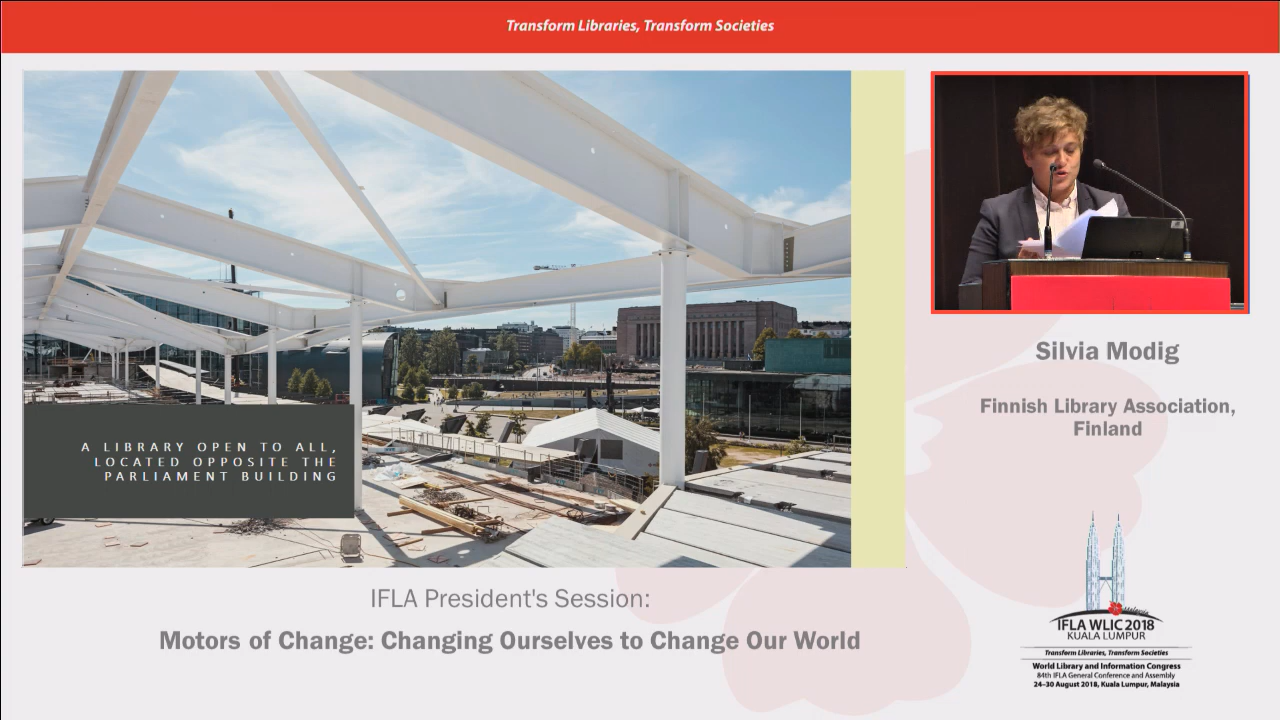 Transform Libraries, Transform Societies
A LIBRARY OPEN TO ALL,
LOCATED OPPOSITE THE
PARLIAMENT BUILDING
Silvia Modig
Finnish Library Association,
Finland
IFLA President's Session:
Motors of Change: Changing Ourselves to Change Our World
IFLA WLIC 2018
KUALA LUMPUR
Transform Libraries, Transform Societies
World Library and Information Congress
84th IFLA General Conference and Assembly
24–30 August 2018, Kuala Lumpur, Malaysia